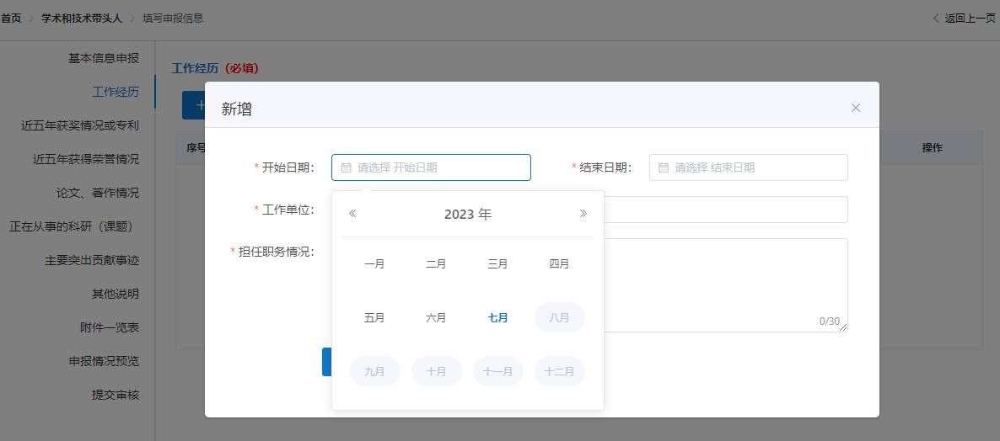 首页 > 学术和技术带头人 > 填写申报信息
< 返回上一页
基本信息申报
工作经历
近五年获奖情况或专利
近五年获得荣誉情况
论文、著作情况
正在从事的科研（课题）
主要突出贡献事迹
其他说明
附件一览表
申报情况预览
提交审核
工作经历（必填）
序号
操作
新增
* 开始日期: 请选择 开始日期
* 结束日期: 请选择 结束日期
* 工作单位:
* 担任职务情况:
0/30
2023 年
一月 二月 三月 四月
五月 六月 七月 八月
九月 十月 十一月 十二月